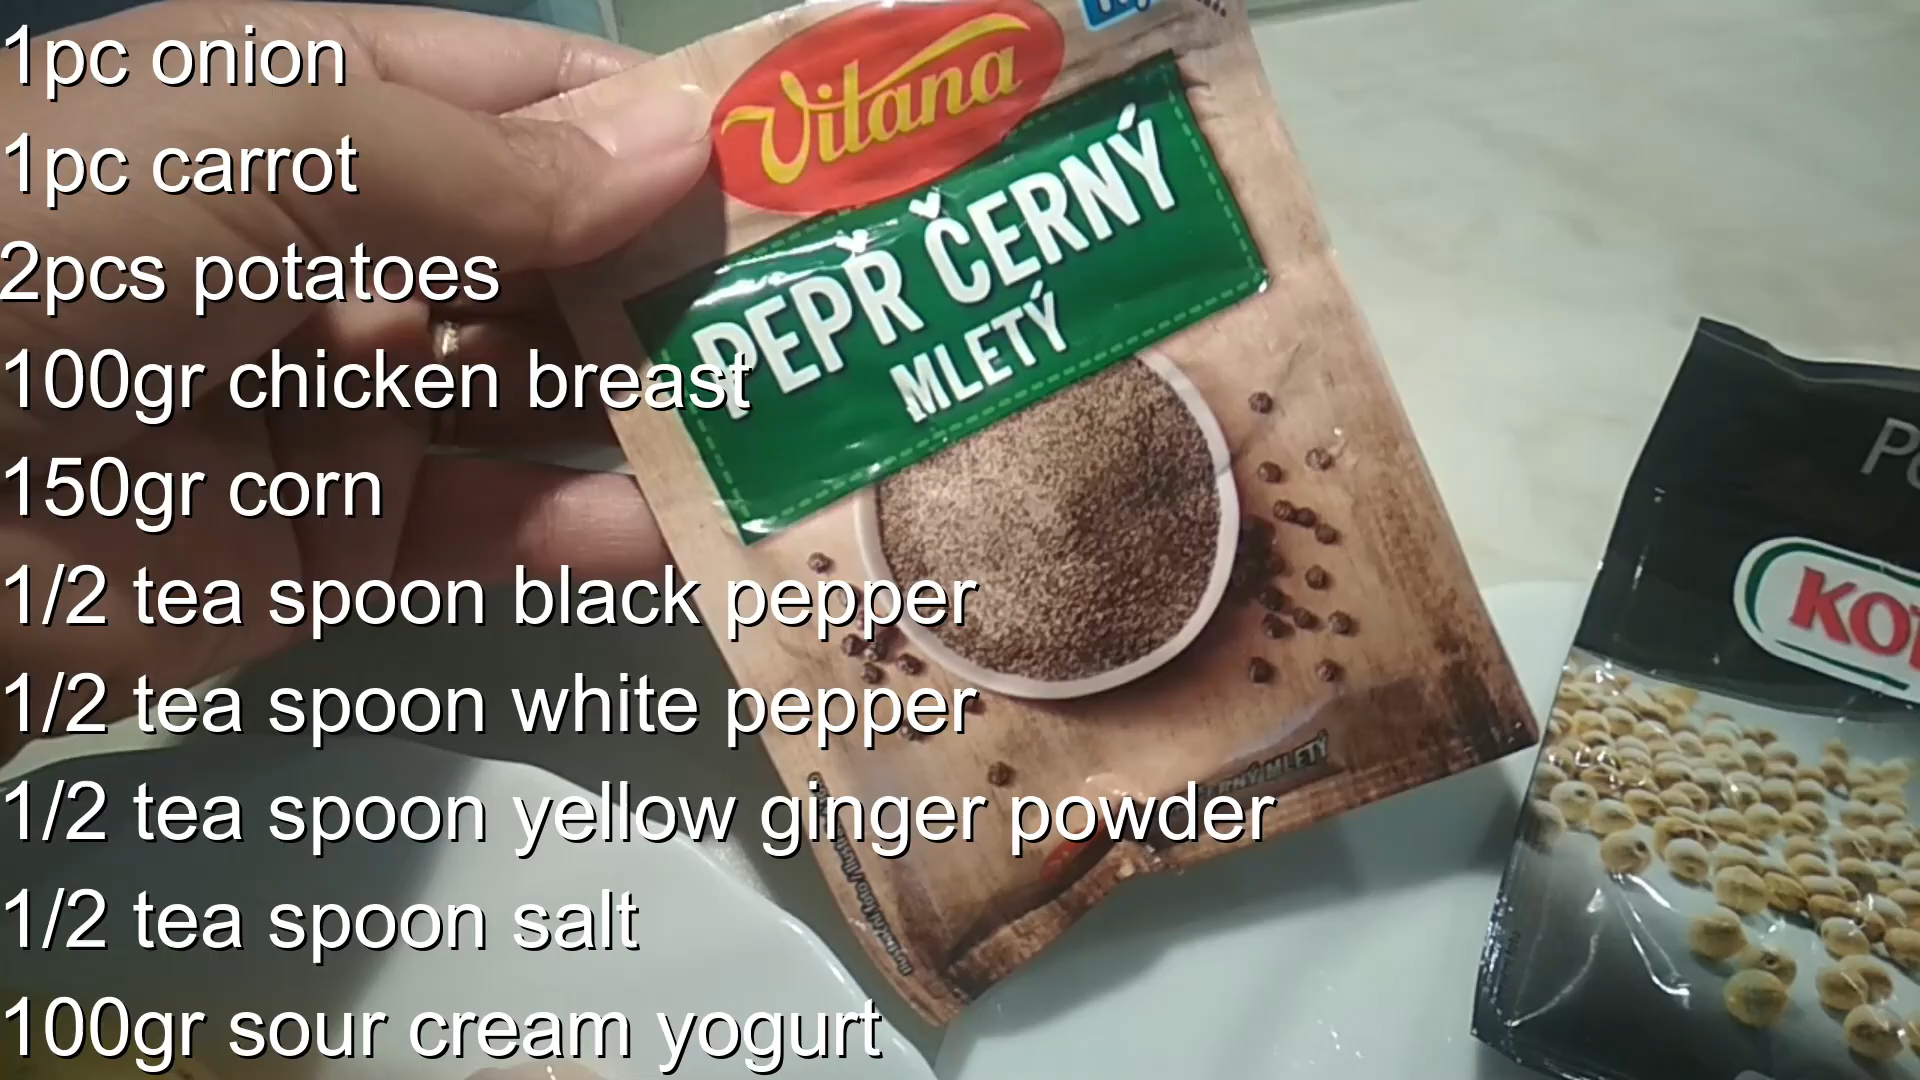 1pc onion
1pc carrot
2pcs potatoes
100gr chicken breast
150gr corn
1/2 tea spoon black pepper
1/2 tea spoon white pepper
1/2 tea spoon yellow ginger powder
1/2 tea spoon salt
100gr sour cream yogurt
Vitana
PEPŘ ČERNÝ
MLETÝ